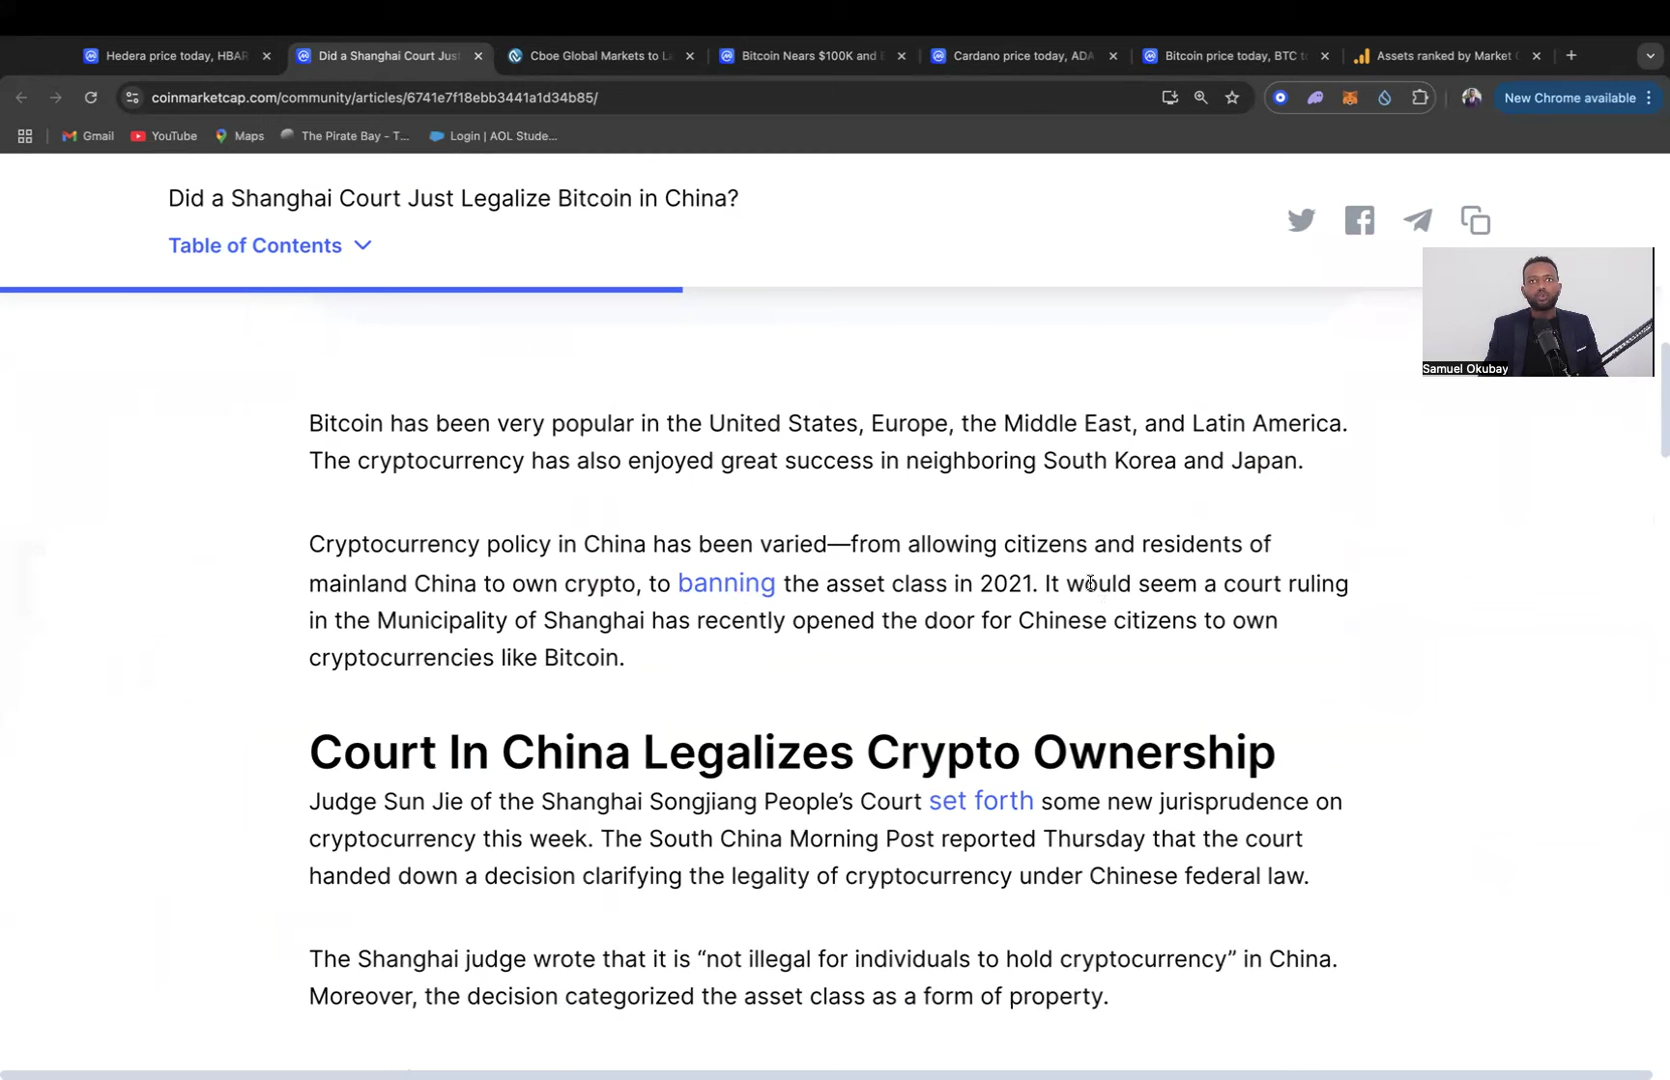 Hedera price today, HBAR
Did a Shanghai Court Just
Cboe Global Markets to La
Bitcoin Nears $100K and E
Cardano price today, ADA
Bitcoin price today, BTC to
Assets ranked by Market C
coinmarketcap.com/community/articles/6741e7f18ebb3441a1d34b85/
New Chrome available
Gmail
YouTube
Maps
The Pirate Bay - T...
Login | AOL Stude...
Did a Shanghai Court Just Legalize Bitcoin in China?
Table of Contents
Samuel Okubay
Bitcoin has been very popular in the United States, Europe, the Middle East, and Latin America.
The cryptocurrency has also enjoyed great success in neighboring South Korea and Japan.
Cryptocurrency policy in China has been varied—from allowing citizens and residents of
mainland China to own crypto, to banning the asset class in 2021. It would seem a court ruling
in the Municipality of Shanghai has recently opened the door for Chinese citizens to own
cryptocurrencies like Bitcoin.
Court In China Legalizes Crypto Ownership
Judge Sun Jie of the Shanghai Songjiang People’s Court set forth some new jurisprudence on
cryptocurrency this week. The South China Morning Post reported Thursday that the court
handed down a decision clarifying the legality of cryptocurrency under Chinese federal law.
The Shanghai judge wrote that it is “not illegal for individuals to hold cryptocurrency” in China.
Moreover, the decision categorized the asset class as a form of property.